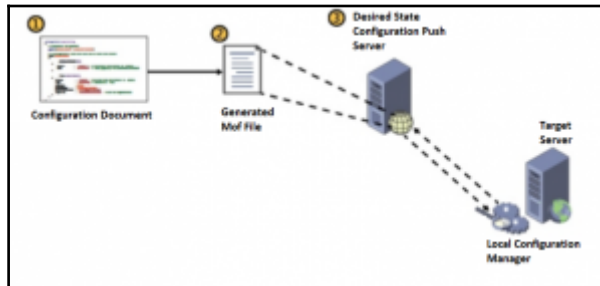 1
Configuration Document
2
Generated
Mof File
3
Desired State
Configuration Push
Server
Target
Server
Local Configuration
Manager